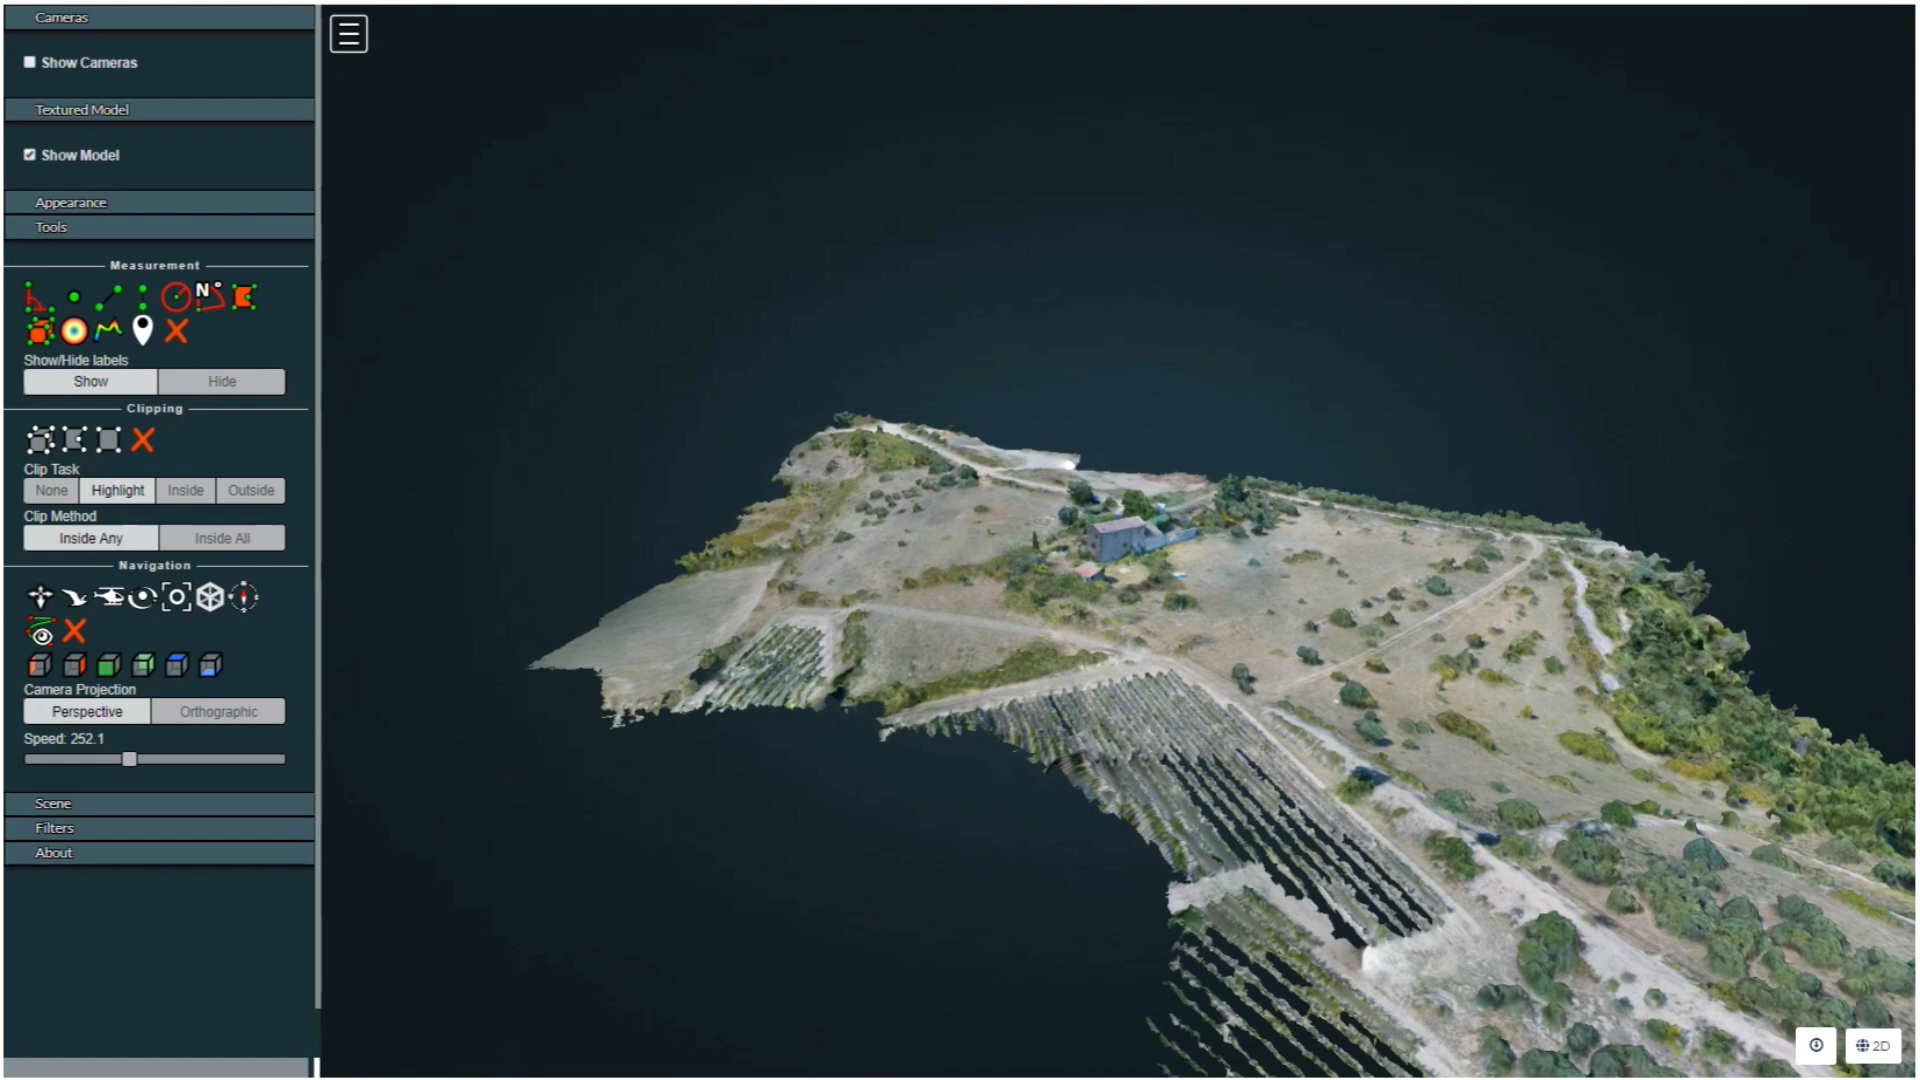 Cameras
Show Cameras
Textured Model
Show Model
Appearance
Tools
Measurement
N°
Show/Hide labels
Show Hide
Clipping
Clip Task
None Highlight Inside Outside
Clip Method
Inside Any Inside All
Navigation
Camera Projection
Perspective Orthographic
Speed: 252.1
Scene
Filters
About
2D